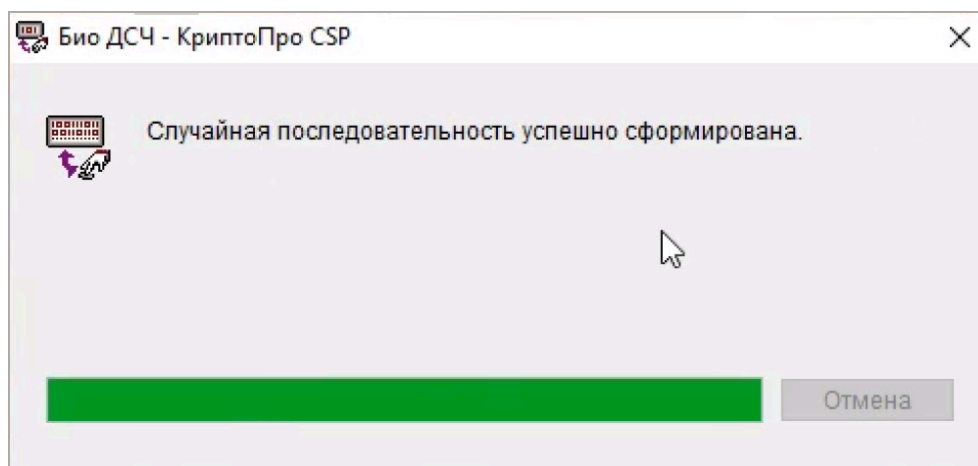 Био ДСЧ - КриптоПро CSP
Случайная последовательность успешно сформирована.
Отмена